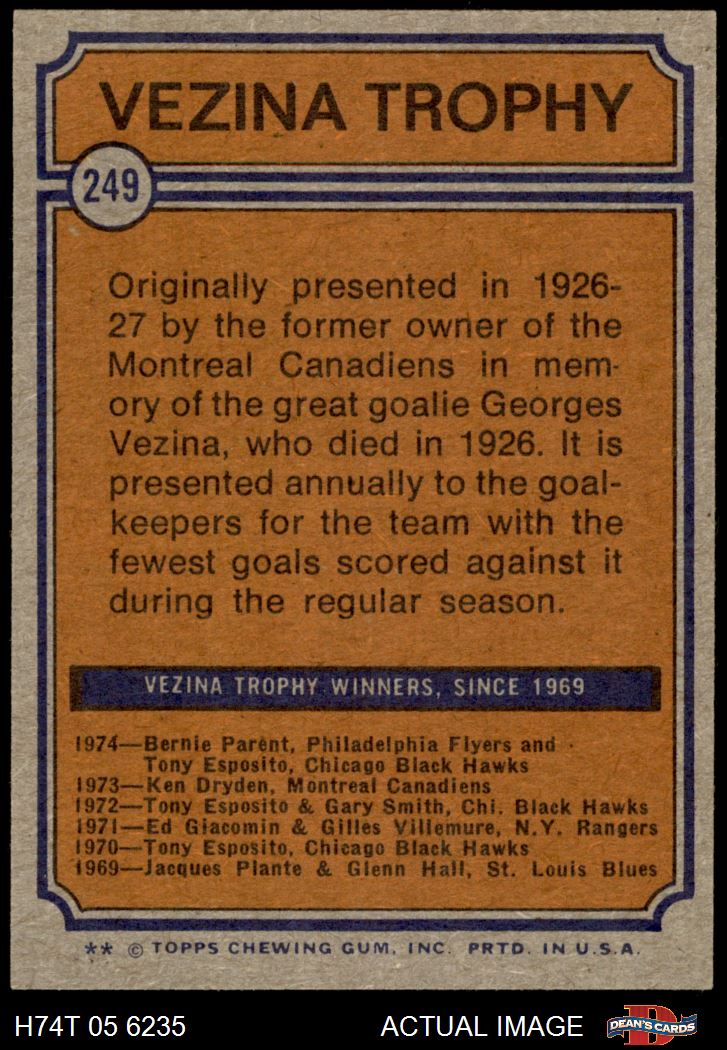 VEZINA TROPHY
249
Originally presented in 1926-
27 by the former owner of the
Montreal Canadiens in mem-
ory of the great goalie Georges
Vezina, who died in 1926. It is
presented annually to the goal-
keepers for the team with the
fewest goals scored against it
during the regular season.
VEZINA TROPHY WINNERS, SINCE 1969
1974—Bernie Parent, Philadelphia Flyers and
Tony Esposito, Chicago Black Hawks
1973—Ken Dryden, Montreal Canadiens
1972—Tony Esposito & Gary Smith, Chi. Black Hawks
1971—Ed Giacomin & Gilles Villemure, N.Y. Rangers
1970—Tony Esposito, Chicago Black Hawks
1969—Jacques Plante & Glenn Hall, St. Louis Blues
** © TOPPS CHEWING GUM, INC. PRTD. IN U.S.A.
H74T 05 6235
ACTUAL IMAGE
D
DEAN'S CARDS